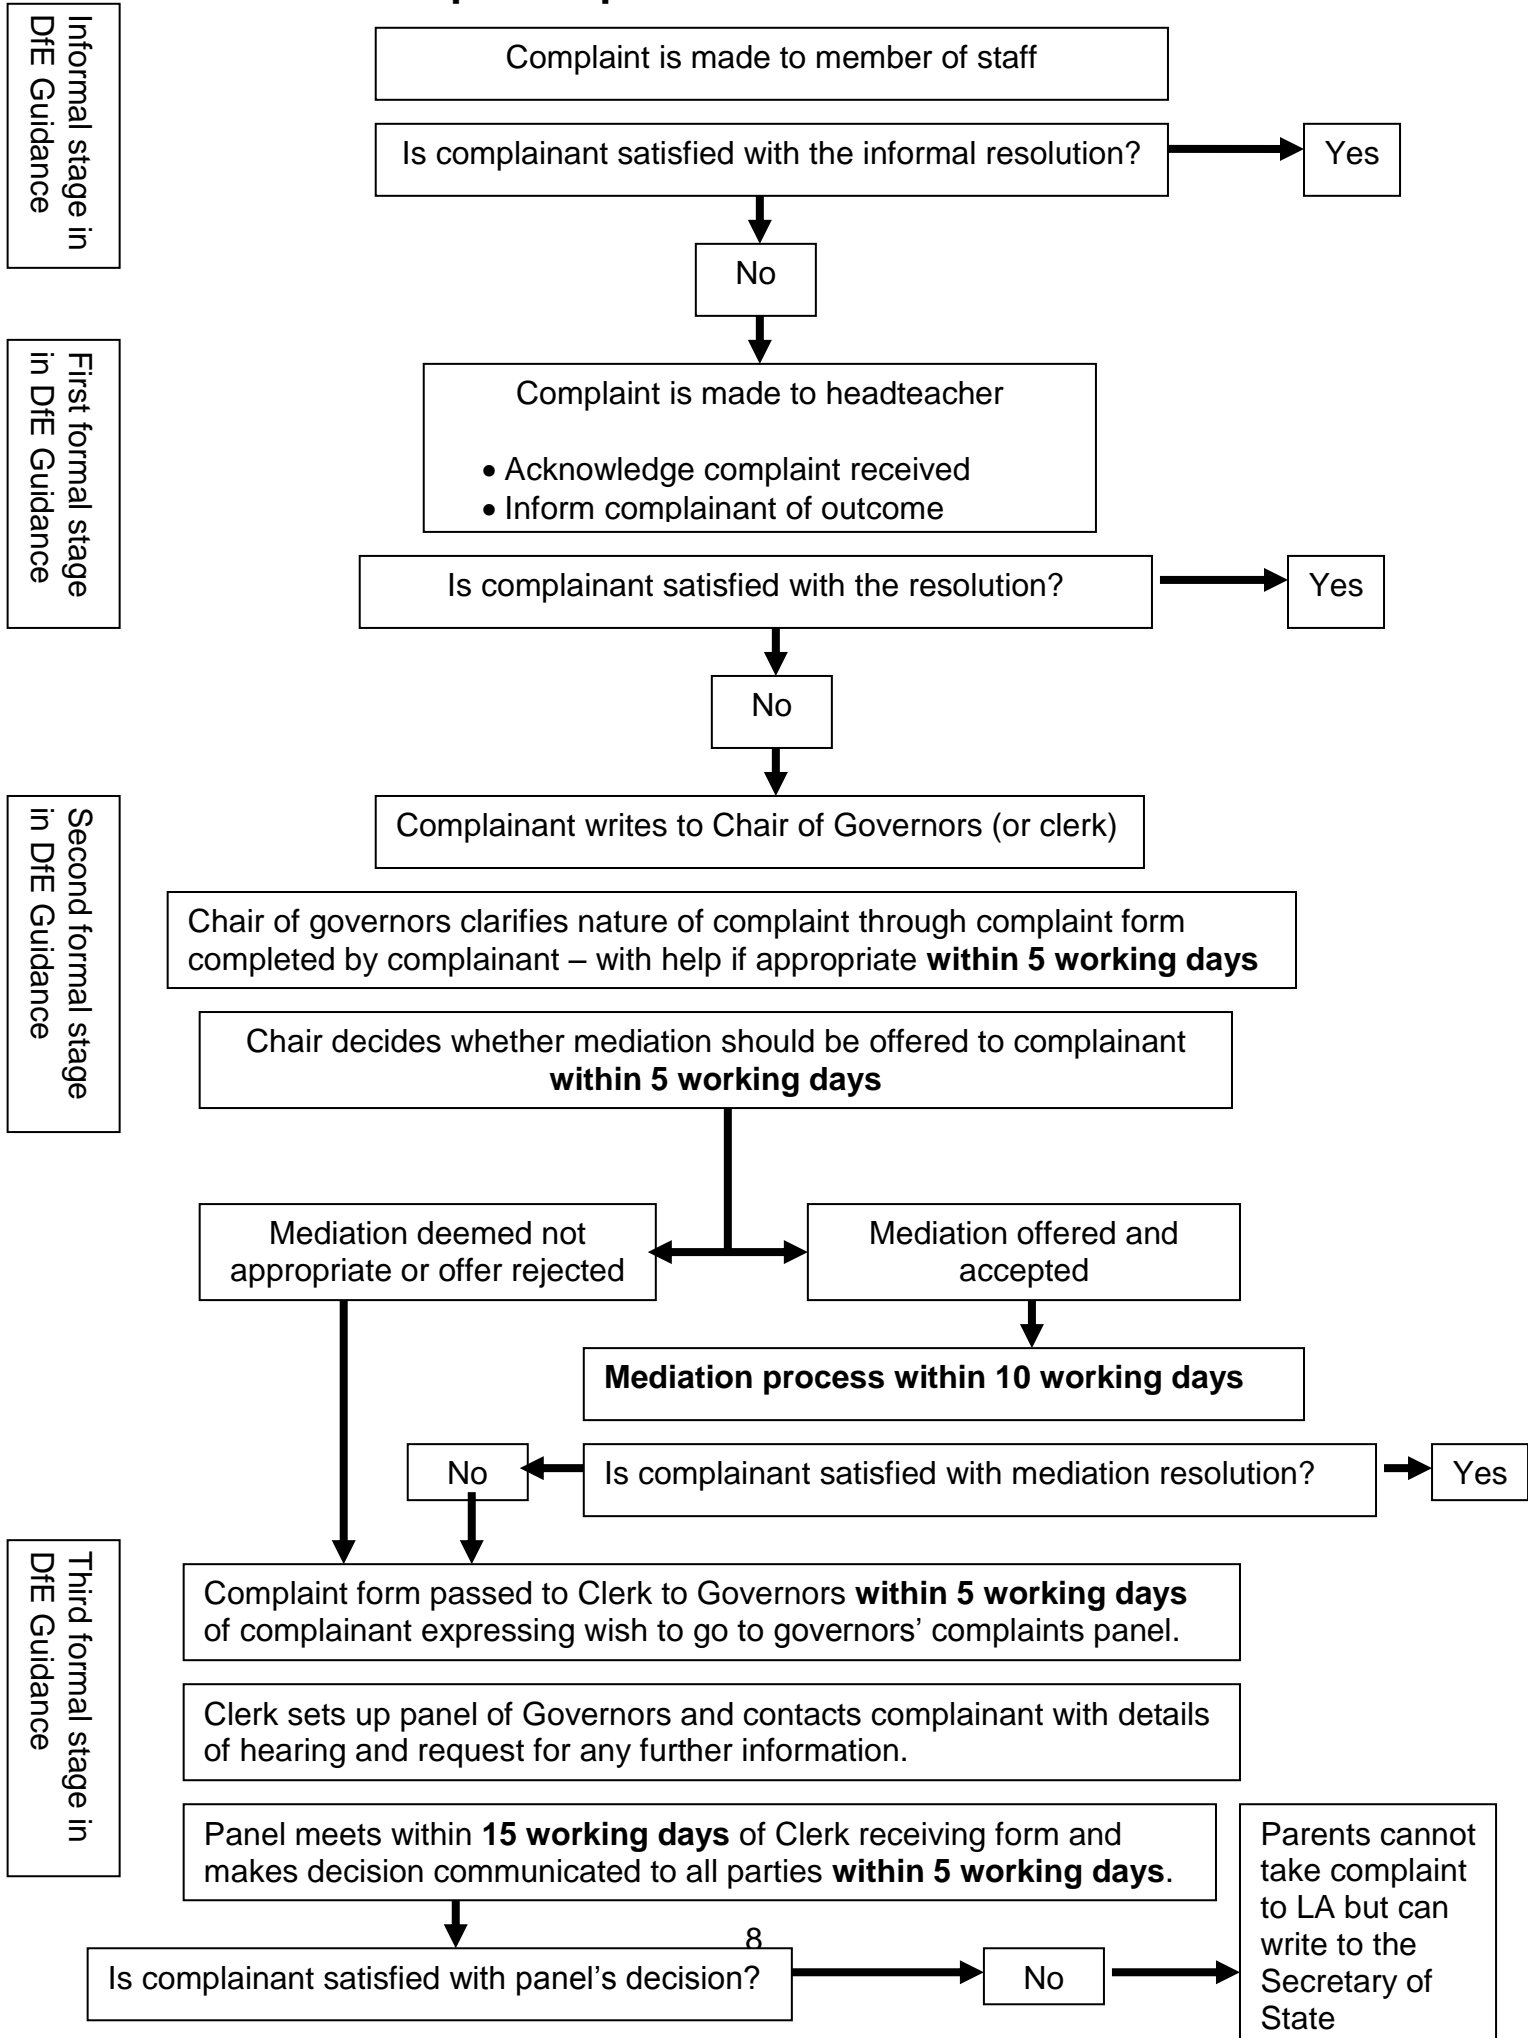 Informal stage in
DfE Guidance
Complaint is made to member of staff
Is complainant satisfied with the informal resolution?
Yes
No
First formal stage
in DfE Guidance
Complaint is made to headteacher
• Acknowledge complaint received
• Inform complainant of outcome
Is complainant satisfied with the resolution?
Yes
No
Second formal stage
in DfE Guidance
Complainant writes to Chair of Governors (or clerk)
Chair of governors clarifies nature of complaint through complaint form
completed by complainant – with help if appropriate within 5 working days
Chair decides whether mediation should be offered to complainant
within 5 working days
Mediation deemed not
appropriate or offer rejected
Mediation offered and
accepted
Mediation process within 10 working days
No
Is complainant satisfied with mediation resolution?
Yes
Third formal stage in
DfE Guidance
Complaint form passed to Clerk to Governors within 5 working days
of complainant expressing wish to go to governors’ complaints panel.
Clerk sets up panel of Governors and contacts complainant with details
of hearing and request for any further information.
Panel meets within 15 working days of Clerk receiving form and
makes decision communicated to all parties within 5 working days.
8
Is complainant satisfied with panel’s decision?
No
Parents cannot
take complaint
to LA but can
write to the
Secretary of
State